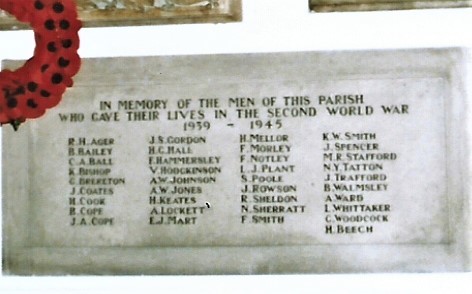 IN MEMORY OF THE MEN OF THIS PARISH
WHO GAVE THEIR LIVES IN THE SECOND WORLD WAR
1939 - 1945
R.H. AGER
B. BAILEY
C.A. BALL
K. BISHOP
C. BRERETON
J. COATES
H. COOK
B. COPE
J.A. COPE
J.S. GORDON
H.C. HALL
F. HAMMERSLEY
V. HODGKINSON
A.W. JOHNSON
A.W. JONES
H. KEATES
A. LOCKETT
E.J. MART
H. MELLOR
F. MORLEY
F. NOTLEY
L.J. PLANT
S. POOLE
J. ROWSON
R. SHELDON
N. SHERRATT
F. SMITH
K.W. SMITH
J. SPENCER
M.R. STAFFORD
N.Y. TATTON
J. TRAFFORD
B. WALMSLEY
A. WARD
L. WHITTAKER
C. WOODCOCK
H. BEECH